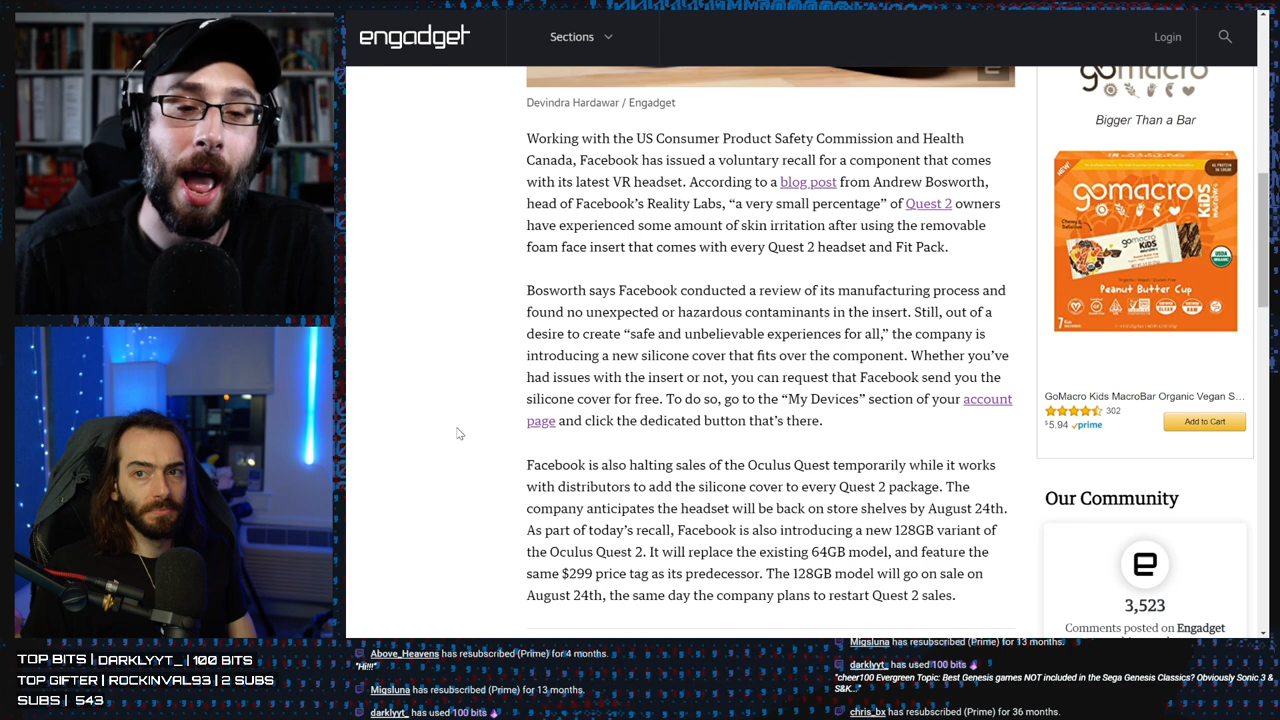 engadget
Sections
Login
Devindra Hardawar / Engadget
Working with the US Consumer Product Safety Commission and Health
Canada, Facebook has issued a voluntary recall for a component that comes
with its latest VR headset. According to a blog post from Andrew Bosworth,
head of Facebook's Reality Labs, “a very small percentage” of Quest 2 owners
have experienced some amount of skin irritation after using the removable
foam face insert that comes with every Quest 2 headset and Fit Pack.
Bosworth says Facebook conducted a review of its manufacturing process and
found no unexpected or hazardous contaminants in the insert. Still, out of a
desire to create “safe and unbelievable experiences for all,” the company is
introducing a new silicone cover that fits over the component. Whether you've
had issues with the insert or not, you can request that Facebook send you the
silicone cover for free. To do so, go to the “My Devices” section of your account
page and click the dedicated button that's there.
Facebook is also halting sales of the Oculus Quest temporarily while it works
with distributors to add the silicone cover to every Quest 2 package. The
company anticipates the headset will be back on store shelves by August 24th.
As part of today's recall, Facebook is also introducing a new 128GB variant of
the Oculus Quest 2. It will replace the existing 64GB model, and feature the
same $299 price tag as its predecessor. The 128GB model will go on sale on
August 24th, the same day the company plans to restart Quest 2 sales.
gomacro
Bigger Than a Bar
NEW
gomacro
KIDS
MACROBAR
gomacro
KIDS
USDA
ORGANIC
Peanut Butter Cup
GoMacro Kids MacroBar Organic Vegan S...
302
$5.94 prime
Add to Cart
Our Community
3,523
Comments posted on Engadget
TOP BITS | DARKLYYT_ | 100 BITS
TOP GIFTER | ROCKINVAL93 | 2 SUBS
SUBS | 543
Above_Heavens has resubscribed (Prime) for 4 months.
"Hi!!!"
Migsluna has resubscribed (Prime) for 13 months.
darklyyt_ has used 100 bits
Migsluna has resubscribed (Prime) for 13 months.
darklyyt_ has used 100 bits
"cheer100 Evergreen Topic: Best Genesis games NOT included in the Sega Genesis Classics? Obviously Sonic 3 &
S&K..."
chris_bx has resubscribed (Prime) for 36 months.